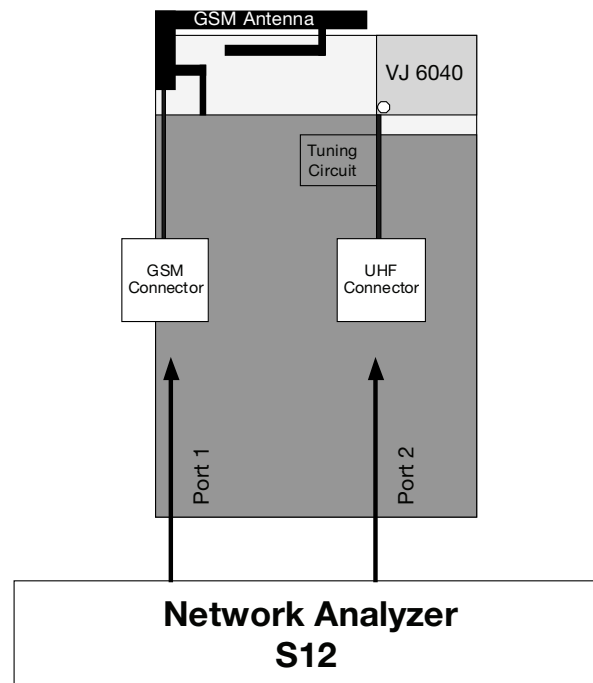 GSM Antenna
VJ 6040
Tuning
Circuit
GSM
Connector
UHF
Connector
Port 1
Port 2
Network Analyzer
S12